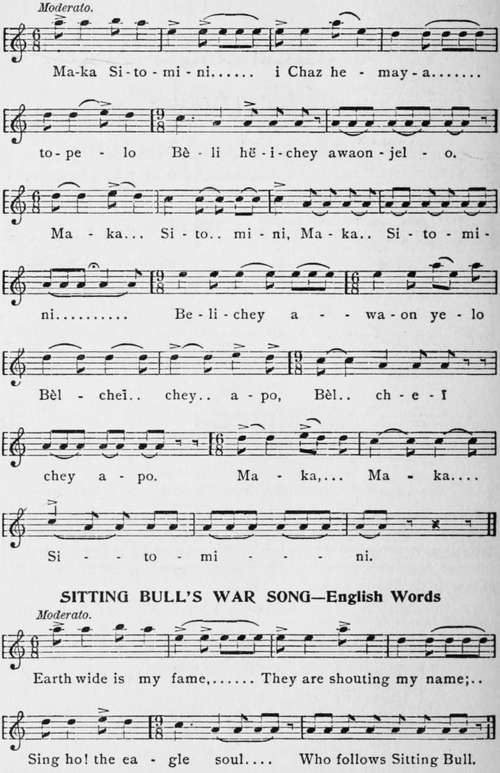 Moderato.
Ma-ka Si-to-mi-ni...... i Chaz he - may-a.......
to-pe - lo Bè - li hë-i-chey awaon-jel - o.
Ma - ka... Si - to.. mi - ni, Ma - ka.. Si - to - mi-
ni.......... Be - li - chey a - - wa - on ye - lo
Bèl - cheï.. chey.. a - po, Bèl.. ch - e - ī
chey a - po. Ma - ka,... Ma - ka....
Si - - to - mi - - ni.
SITTING BULL'S WAR SONG—English Words
Moderato.
Earth wide is my fame,...... They are shouting my name;..
Sing ho! the ea - gle soul.... Who follows Sitting Bull.